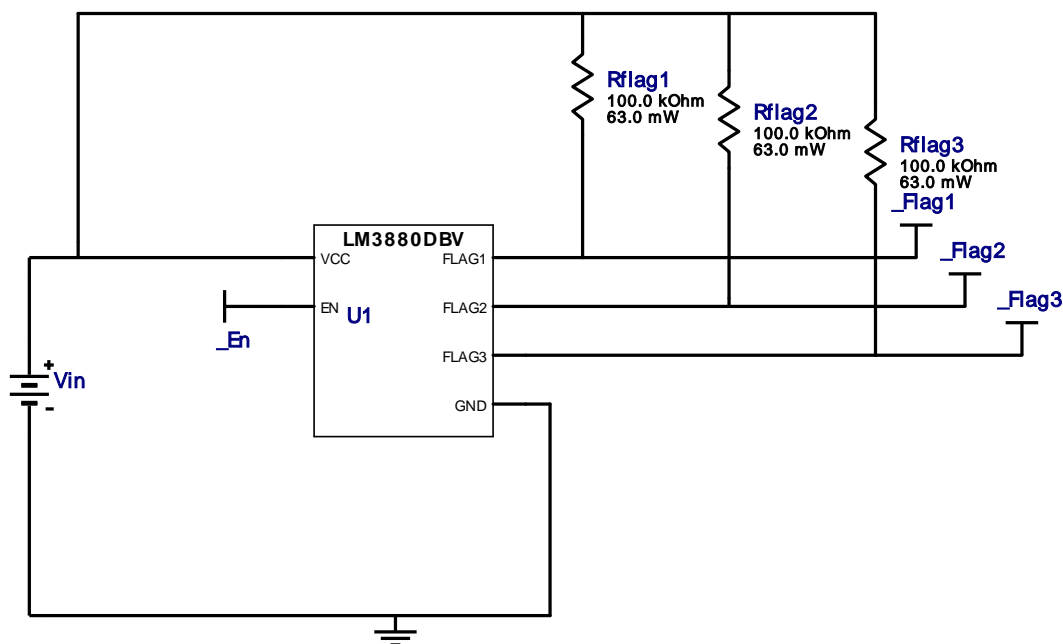 Rflag1
100.0 kOhm
63.0 mW
Rflag2
100.0 kOhm
63.0 mW
Rflag3
100.0 kOhm
63.0 mW
_Flag1
LM3880DBV
VCC
FLAG1
_Flag2
EN
U1
FLAG2
_Flag3
_En
FLAG3
+
Vin
-
GND